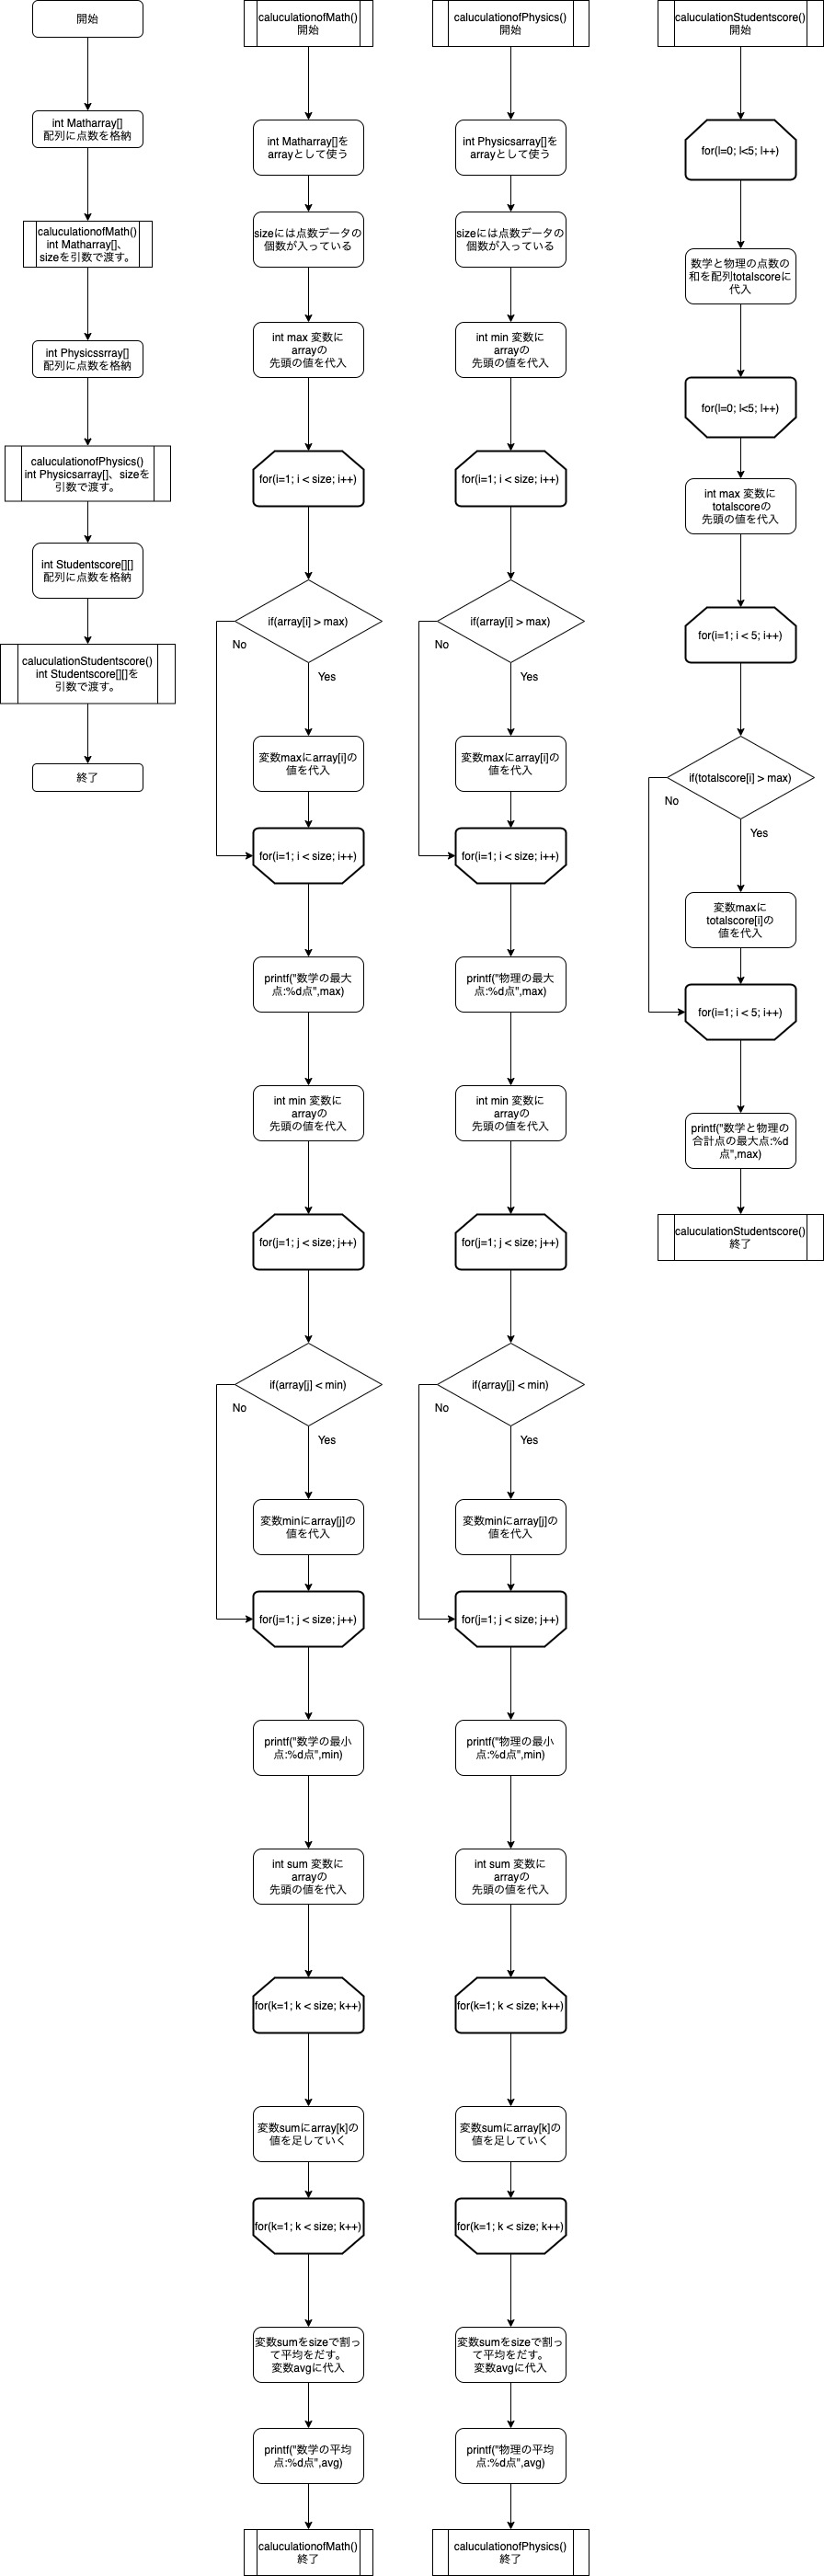 開始
int Matharray[]
配列に点数を格納
caluculationofMath()
int Matharray[]、
sizeを引数で渡す。
int Physicssrray[]
配列に点数を格納
caluculationofPhysics()
int Physicsarray[]、sizeを
引数で渡す。
int Studentscore[][]
配列に点数を格納
caluculationStudentscore()
int Studentscore[][]を
引数で渡す。
終了
caluculationofMath()
開始
int Matharray[]を
arrayとして使う
sizeには点数データの
個数が入っている
int max 変数に
arrayの
先頭の値を代入
for(i=1; i < size; i++)
if(array[i] > max)
No
Yes
変数maxにarray[i]の
値を代入
for(i=1; i < size; i++)
printf("数学の最大
点:%d点",max)
int min 変数に
arrayの
先頭の値を代入
for(j=1; j < size; j++)
if(array[j] < min)
No
Yes
変数minにarray[j]の
値を代入
for(j=1; j < size; j++)
printf("数学の最小
点:%d点",min)
int sum 変数に
arrayの
先頭の値を代入
for(k=1; k < size; k++)
変数sumにarray[k]の
値を足していく
for(k=1; k < size; k++)
変数sumをsizeで割っ
て平均をだす。
変数avgに代入
printf("数学の平均
点:%d点",avg)
caluculationofMath()
終了
caluculationofPhysics()
開始
int Physicsarray[]を
arrayとして使う
sizeには点数データの
個数が入っている
int min 変数に
arrayの
先頭の値を代入
for(i=1; i < size; i++)
if(array[i] > max)
No
Yes
変数maxにarray[i]の
値を代入
for(i=1; i < size; i++)
printf("物理の最大
点:%d点",max)
int min 変数に
arrayの
先頭の値を代入
for(j=1; j < size; j++)
if(array[j] < min)
No
Yes
変数minにarray[j]の
値を代入
for(j=1; j < size; j++)
printf("物理の最小
点:%d点",min)
int sum 変数に
arrayの
先頭の値を代入
for(k=1; k < size; k++)
変数sumにarray[k]の
値を足していく
for(k=1; k < size; k++)
変数sumをsizeで割っ
て平均をだす。
変数avgに代入
printf("物理の平均
点:%d点",avg)
caluculationofPhysics()
終了
caluculationStudentscore()
開始
for(l=0; l<5; l++)
数学と物理の点数の
和を配列totalscoreに
代入
for(l=0; l<5; l++)
int max 変数に
totalscoreの
先頭の値を代入
for(i=1; i < 5; i++)
if(totalscore[i] > max)
No
Yes
変数maxに
totalscore[i]の
値を代入
for(i=1; i < 5; i++)
printf("数学と物理の
合計点の最大点:%d
点",max)
caluculationStudentscore()
終了